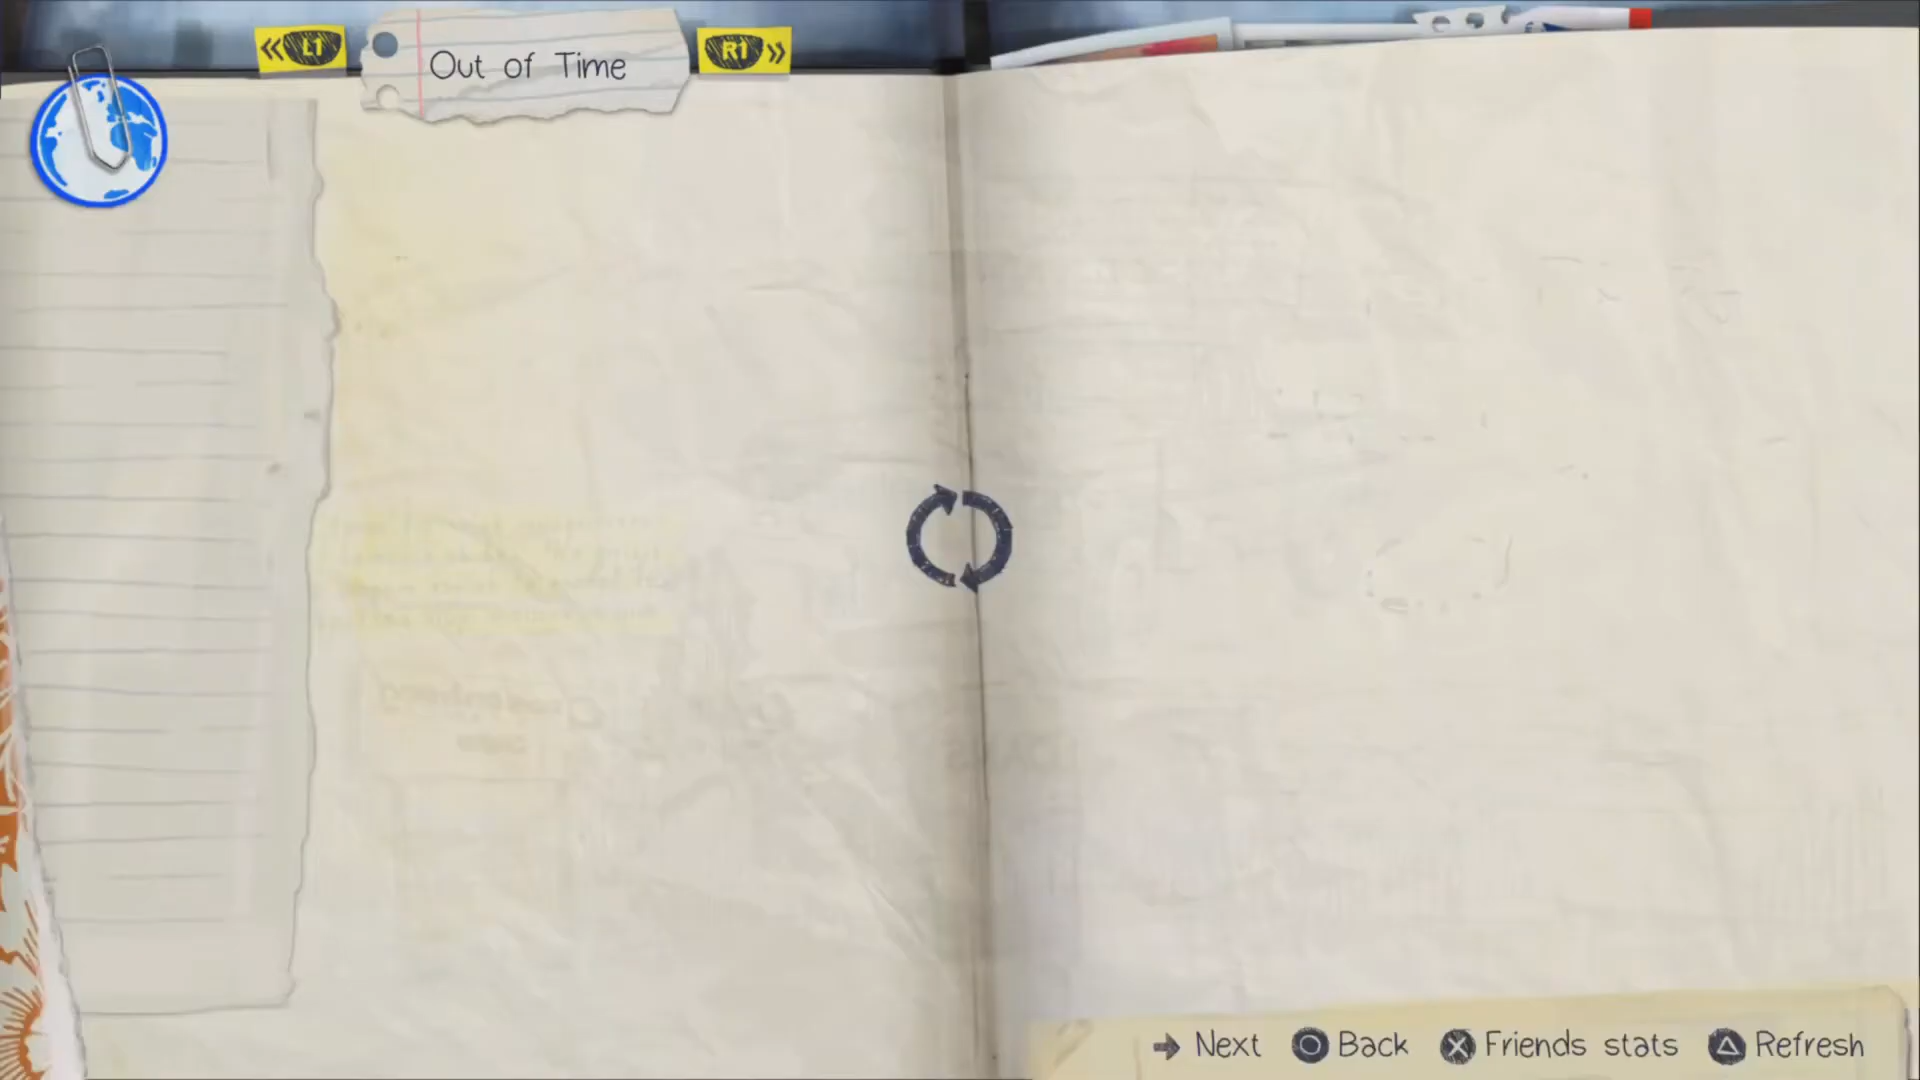 L1
Out of Time
R1
Next
Back
Friends stats
Refresh